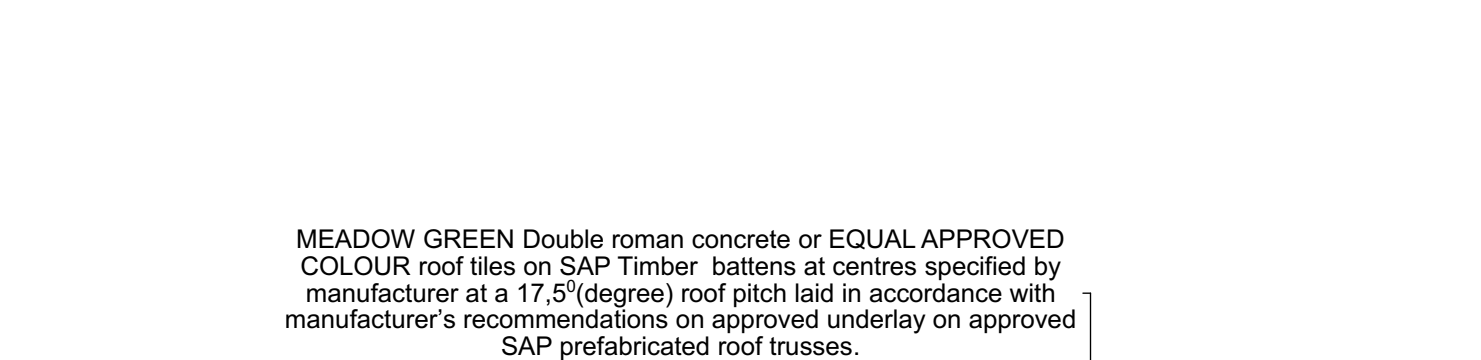 MEADOW GREEN Double roman concrete or EQUAL APPROVED
COLOUR roof tiles on SAP Timber  battens at centres specified by
manufacturer at a 17,5⁰(degree) roof pitch laid in accordance with
manufacturer’s recommendations on approved underlay on approved
SAP prefabricated roof trusses.